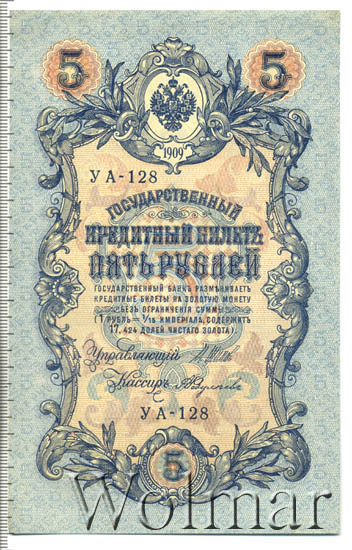 5 5
1909
УА-128
ГОСУДАРСТВЕННЫЙ
КРЕДИТНЫЙ БИЛЕТЪ
ПЯТЬ РУБЛЕЙ
ГОСУДАРСТВЕННЫЙ БАНКЪ РАЗМѢНИВАЕТЪ
КРЕДИТНЫЕ БИЛЕТЫ НА ЗОЛОТУЮ МОНЕТУ
БЕЗЪ ОГРАНИЧЕНІЯ СУММЫ
(1 РУБЛЬ = 1/15 ИМПЕРІАЛА, СОДЕРЖИТЪ
17,424 ДОЛЕЙ ЧИСТАГО ЗОЛОТА).
Управляющій
Кассиръ
УА-128
5
Wolmar